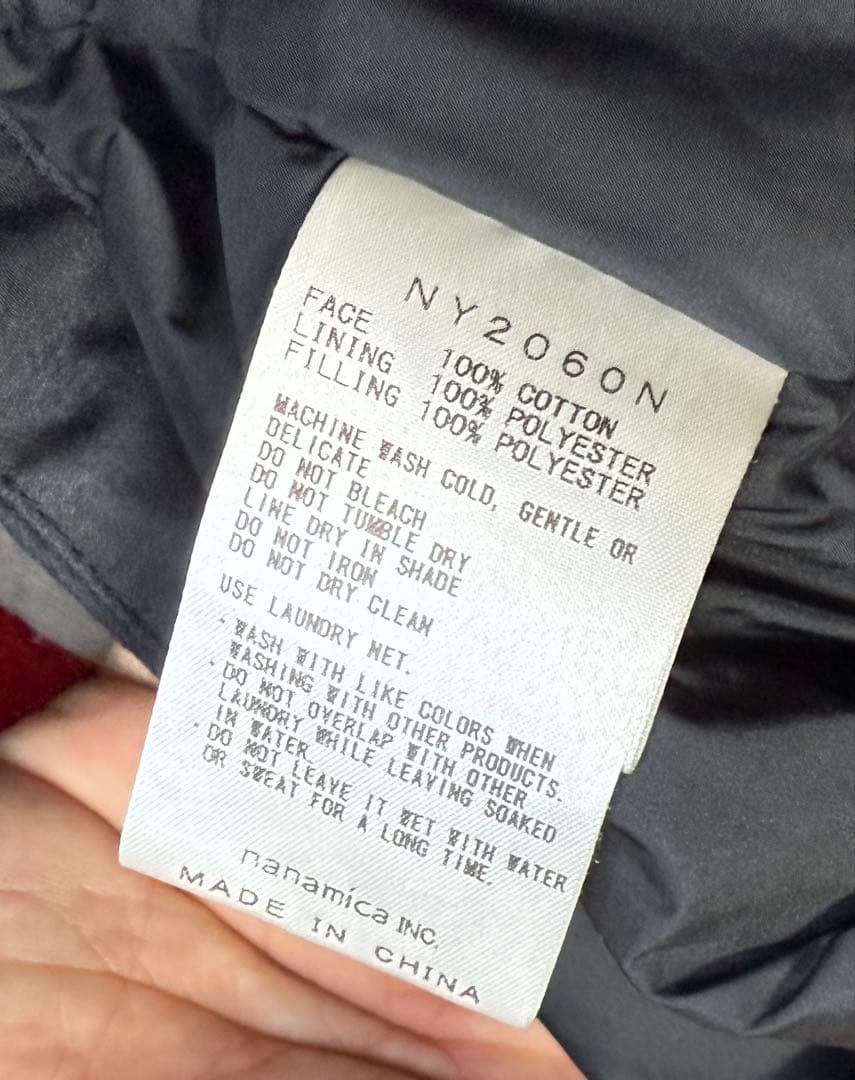 NY2060N
FACE 100% COTTON
LINING 100% POLYESTER
FILLING 100% POLYESTER
MACHINE WASH COLD, GENTLE OR
DELICATE
DO NOT BLEACH
DO NOT TUMBLE DRY
LINE DRY IN SHADE
DO NOT IRON
DO NOT DRY CLEAN
USE LAUNDRY NET.
・WASH WITH LIKE COLORS WHEN
WASHING WITH OTHER PRODUCTS.
・DO NOT OVERLAP WITH OTHER
LAUNDRY WHILE LEAVING SOAKED
IN WATER.
・DO NOT LEAVE IT WET WITH WATER
OR SWEAT FOR A LONG TIME.
nanamica INC.
MADE IN CHINA